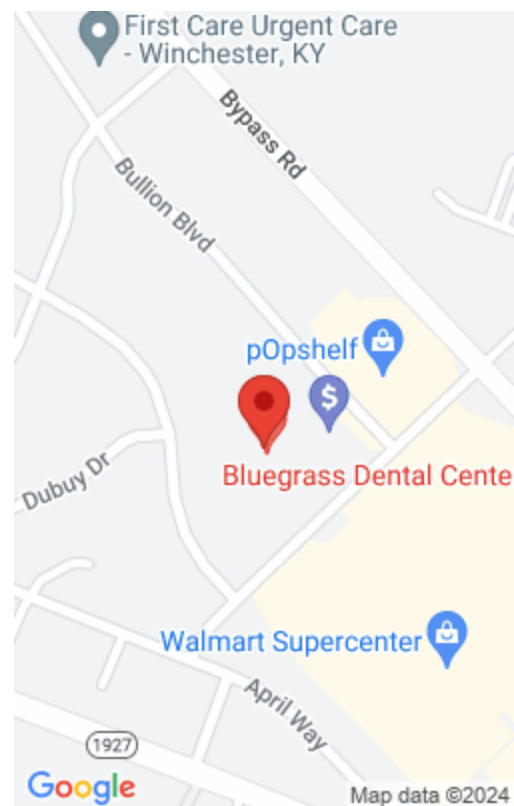 First Care Urgent Care
- Winchester, KY
Bypass Rd
Bullion Blvd
pOpshelf
$
Bluegrass Dental Cente
Dubuy Dr
Walmart Supercenter
April Way
1927
Google
Map data ©2024